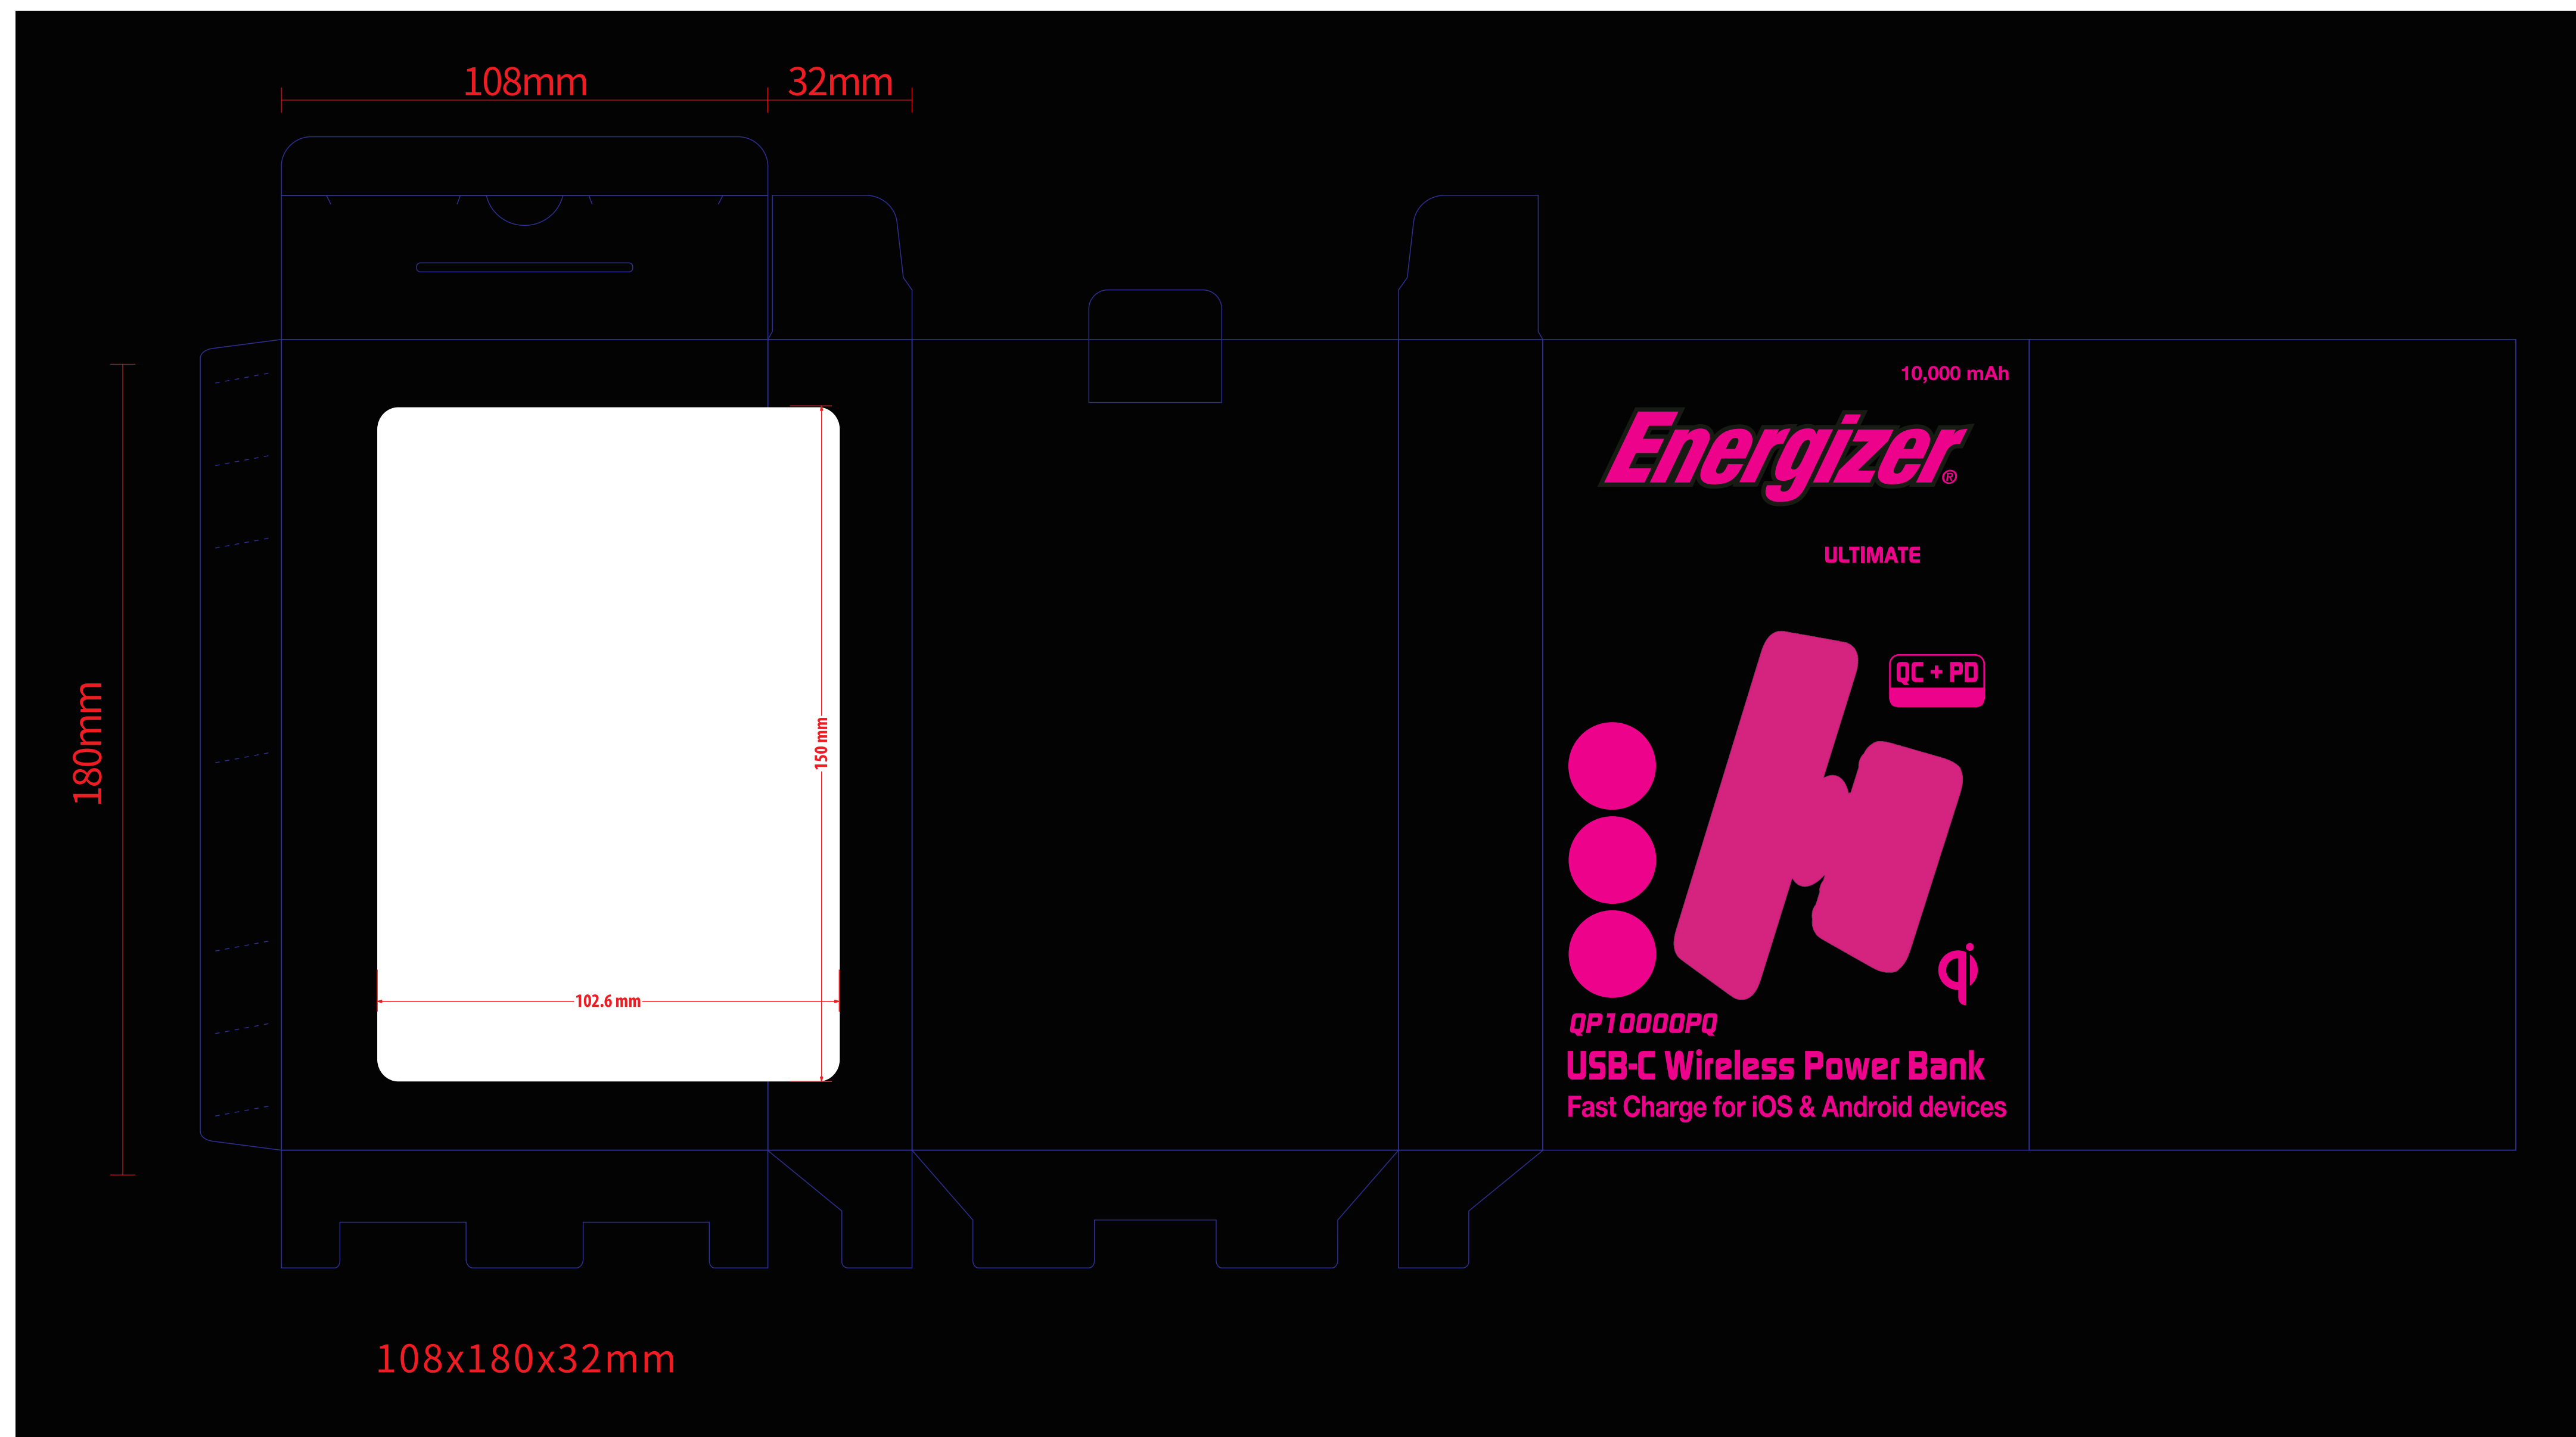 108mm
32mm
180mm
150 mm
102.6 mm
108x180x32mm
10,000 mAh
Energizer®
ULTIMATE
QC + PD
qi
QP10000PQ
USB-C Wireless Power Bank
Fast Charge for iOS & Android devices